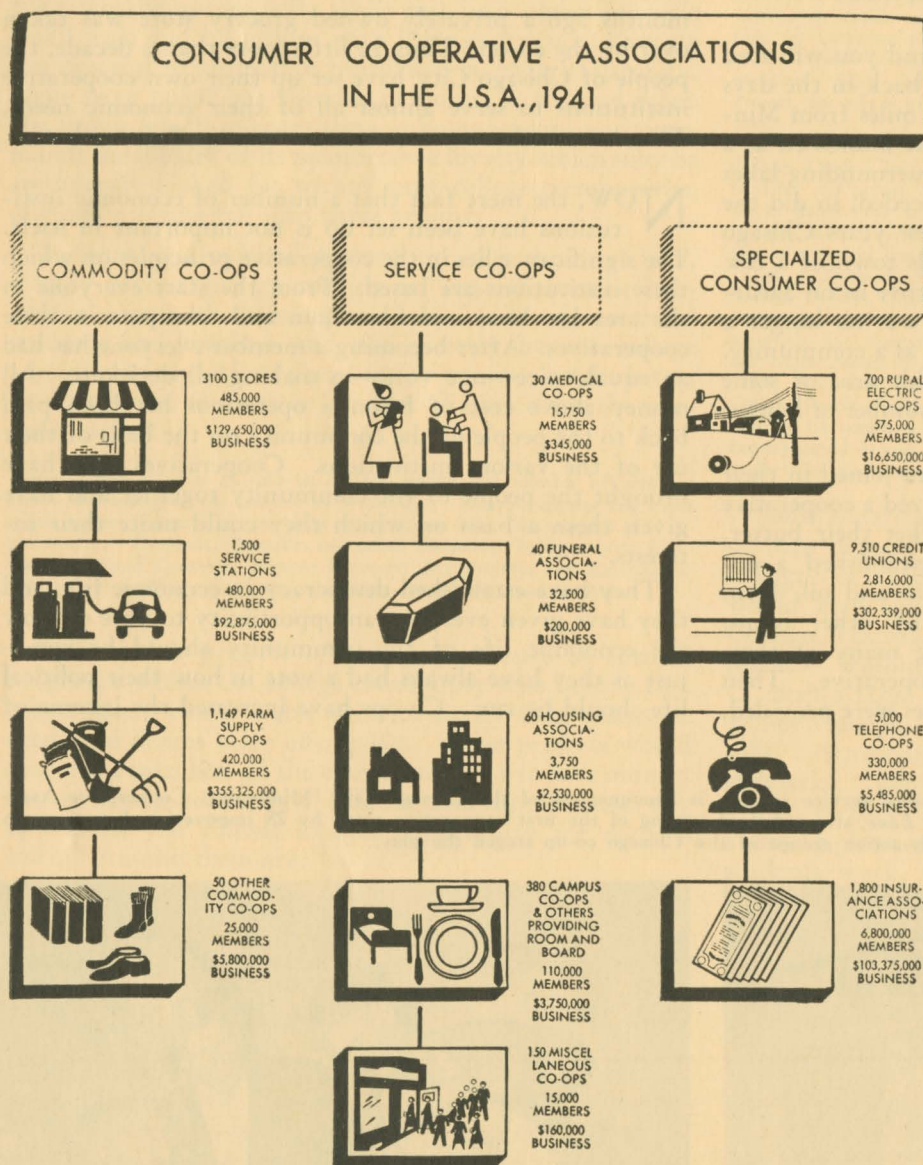 CONSUMER COOPERATIVE ASSOCIATIONS
IN THE U.S.A., 1941
COMMODITY CO-OPS
3100 STORES
485,000
MEMBERS
$129,650,000
BUSINESS
1,500
SERVICE
STATIONS
480,000
MEMBERS
$92,875,000
BUSINESS
1,149 FARM
SUPPLY
CO-OPS
420,000
MEMBERS
$355,325,000
BUSINESS
50 OTHER
COMMOD-
ITY CO-OPS
25,000
MEMBERS
$5,800,000
BUSINESS
SERVICE CO-OPS
30 MEDICAL
CO-OPS
15,750
MEMBERS
$345,000
BUSINESS
40 FUNERAL
ASSOCIA-
TIONS
32,500
MEMBERS
$200,000
BUSINESS
60 HOUSING
ASSOCIA-
TIONS
3,750
MEMBERS
$2,530,000
BUSINESS
380 CAMPUS
CO-OPS
& OTHERS
PROVIDING
ROOM AND
BOARD
110,000
MEMBERS
$3,750,000
BUSINESS
150 MISCEL
LANEOUS
CO-OPS
15,000
MEMBERS
$160,000
BUSINESS
SPECIALIZED
CONSUMER CO-OPS
700 RURAL
ELECTRIC
CO-OPS
575,000
MEMBERS
$16,650,000
BUSINESS
9,510 CREDIT
UNIONS
2,816,000
MEMBERS
$302,339,000
BUSINESS
5,000
TELEPHONE
CO-OPS
330,000
MEMBERS
$5,485,000
BUSINESS
1,800 INSUR-
ANCE ASSO-
CIATIONS
6,800,000
MEMBERS
$103,375,000
BUSINESS